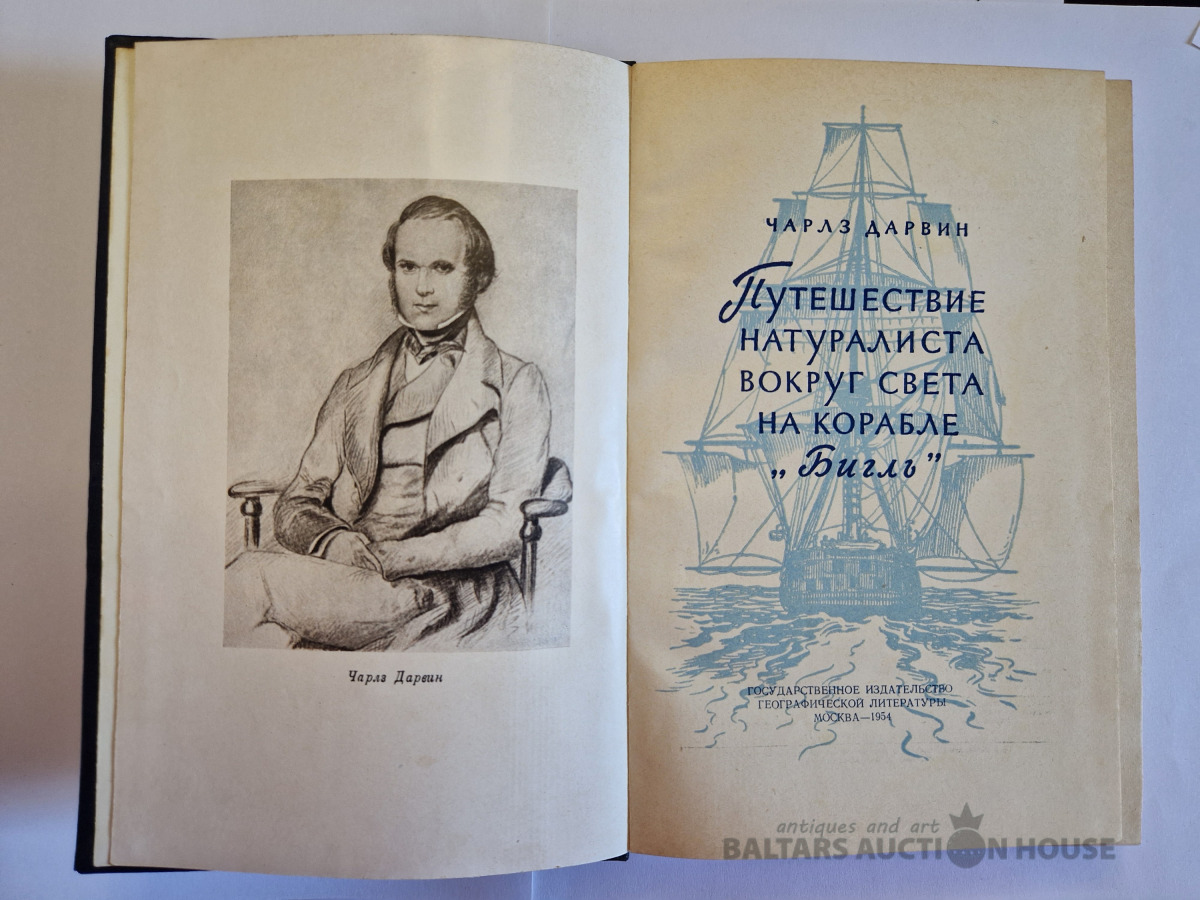 Чарлз Дарвин
ЧАРЛЗ ДАРВИН
ПУТЕШЕСТВИЕ
НАТУРАЛИСТА
ВОКРУГ СВЕТА
НА КОРАБЛЕ
„Бигль”
ГОСУДАРСТВЕННОЕ ИЗДАТЕЛЬСТВО
ГЕОГРАФИЧЕСКОЙ ЛИТЕРАТУРЫ
МОСКВА—1954
antiques and art
BALTARS AUCTION HOUSE